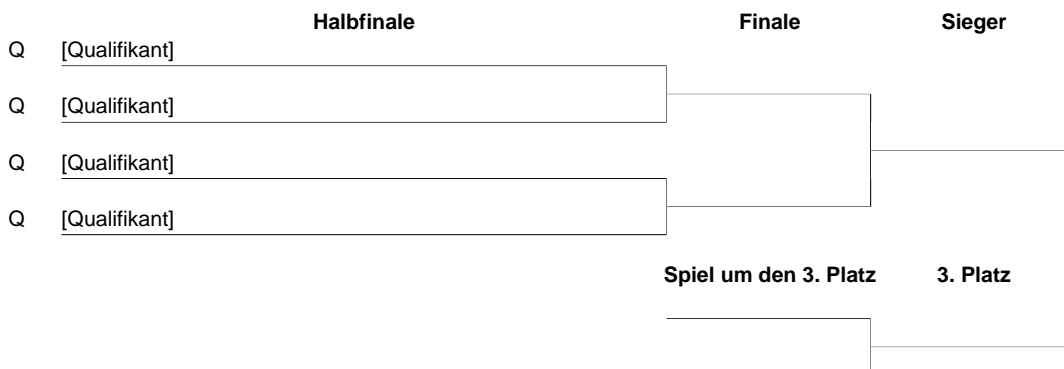 Halbfinale Finale Sieger
Q [Qualifikant]
Q [Qualifikant]
Q [Qualifikant]
Q [Qualifikant]
Spiel um den 3. Platz 3. Platz